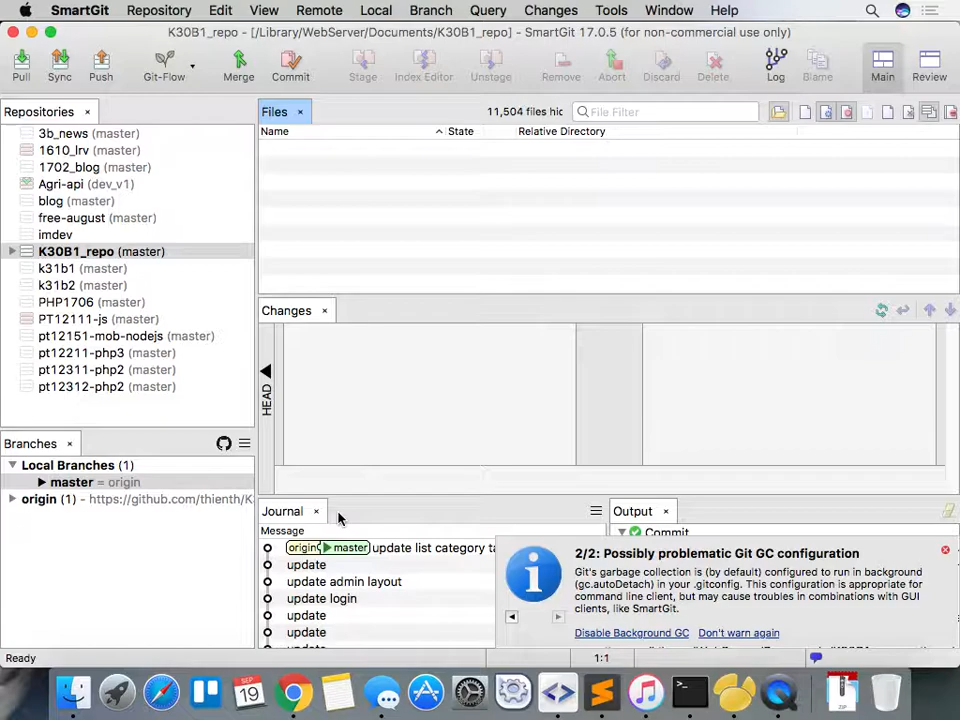 SmartGit Repository Edit View Remote Local Branch Query Changes Tools Window Help
K30B1_repo - [/Library/WebServer/Documents/K30B1_repo] - SmartGit 17.0.5 (for non-commercial use only)
Pull Sync Push Git-Flow Merge Commit Stage Index Editor Unstage Remove Abort Discard Delete Log Blame Main Review
Repositories
3b_news (master)
1610_lrv (master)
1702_blog (master)
Agri-api (dev_v1)
blog (master)
free-august (master)
imdev
K30B1_repo (master)
k31b1 (master)
k31b2 (master)
PHP1706 (master)
PT12111-js (master)
pt12151-mob-nodejs (master)
pt12211-php3 (master)
pt12311-php2 (master)
pt12312-php2 (master)
Files 11,504 files hic File Filter
Name State Relative Directory
Changes
HEAD
Branches
Local Branches (1)
master = origin
origin (1) - https://github.com/thienth/K
Journal
Message
origin master update list category ta
update
update admin layout
update login
update
update
Output
Commit
2/2: Possibly problematic Git GC configuration
Git's garbage collection is (by default) configured to run in background
(gc.autoDetach) in your .gitconfig. This configuration is appropriate for
command line client, but may cause troubles in combinations with GUI
clients, like SmartGit.
Disable Background GC Don't warn again
Ready 1:1
SEP
19
ZIP